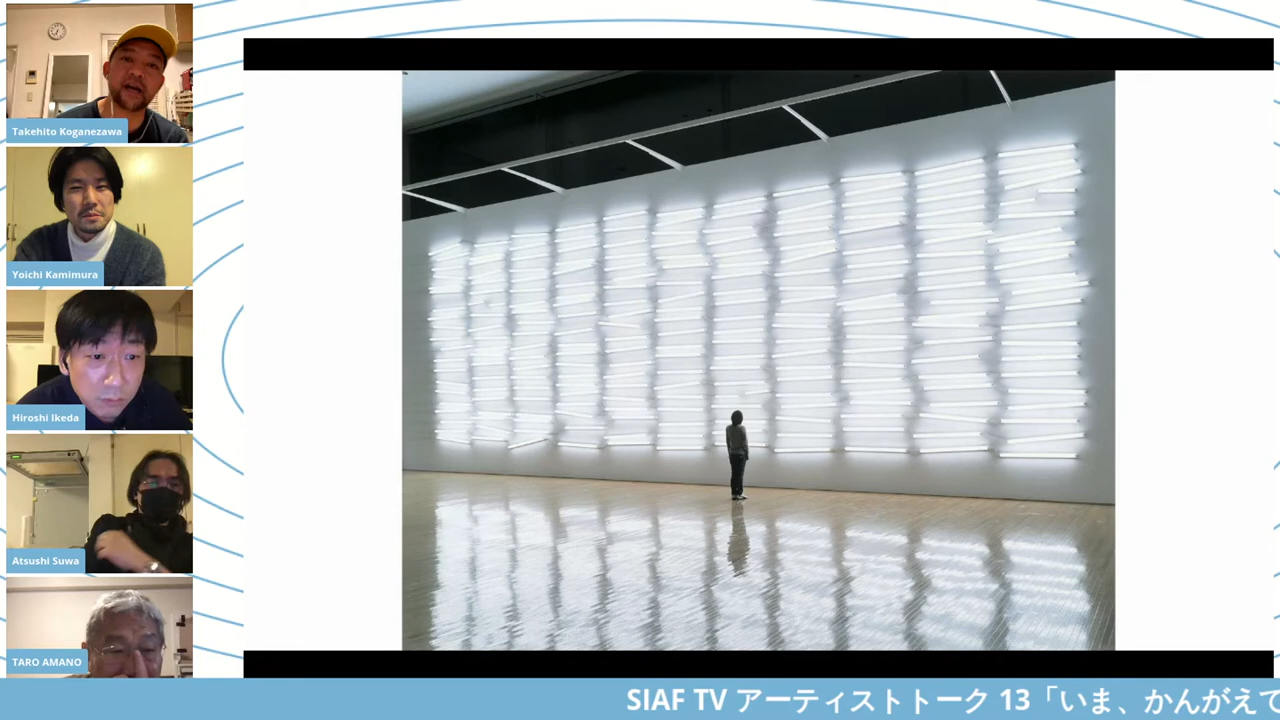 Takehito Koganezawa
Yoichi Kamimura
Hiroshi Ikeda
Atsushi Suwa
TARO AMANO
SIAF TV アーティストトーク 13「いま、かんがえて